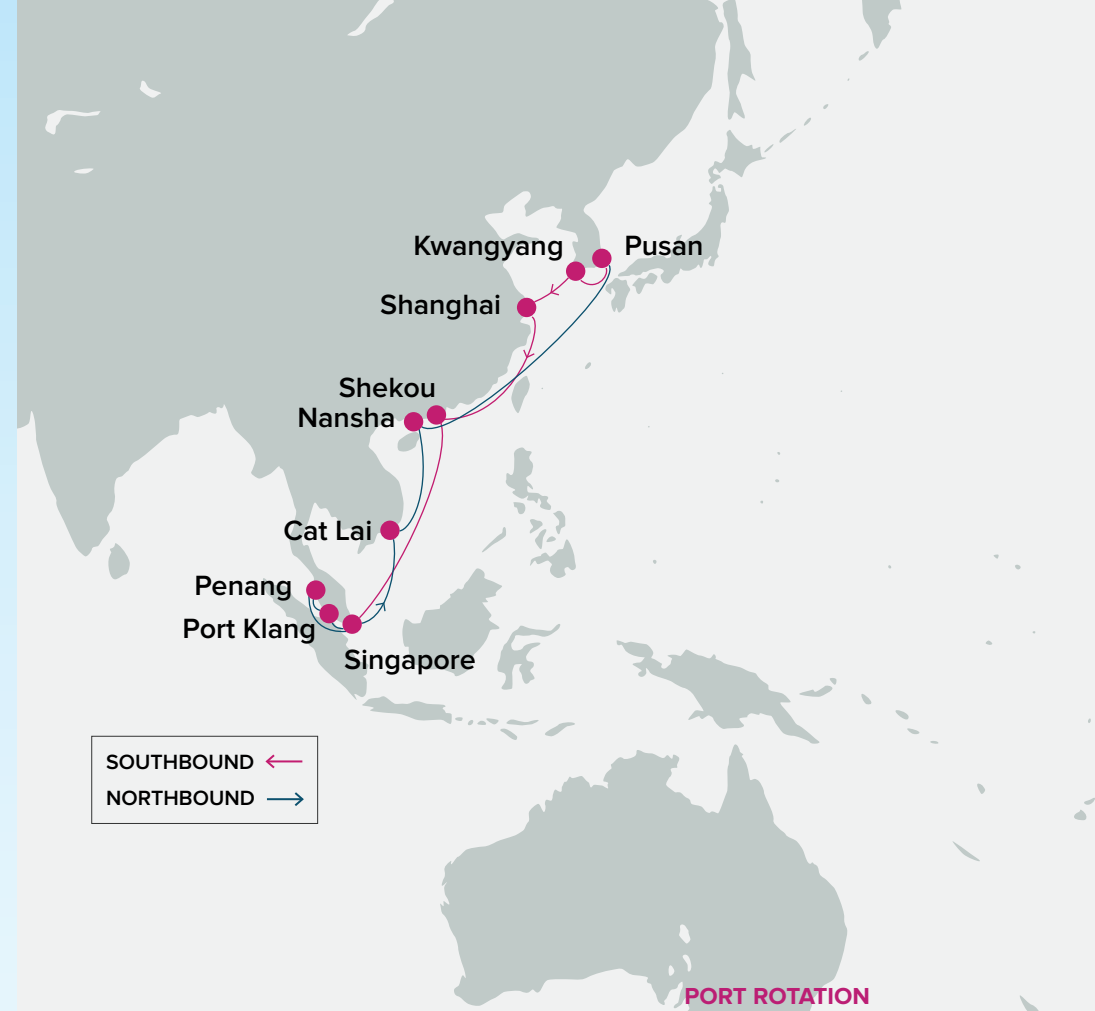 Kwangyang
Pusan
Shanghai
Shekou
Nansha
Cat Lai
Penang
Port Klang
Singapore
SOUTHBOUND
NORTHBOUND
PORT ROTATION